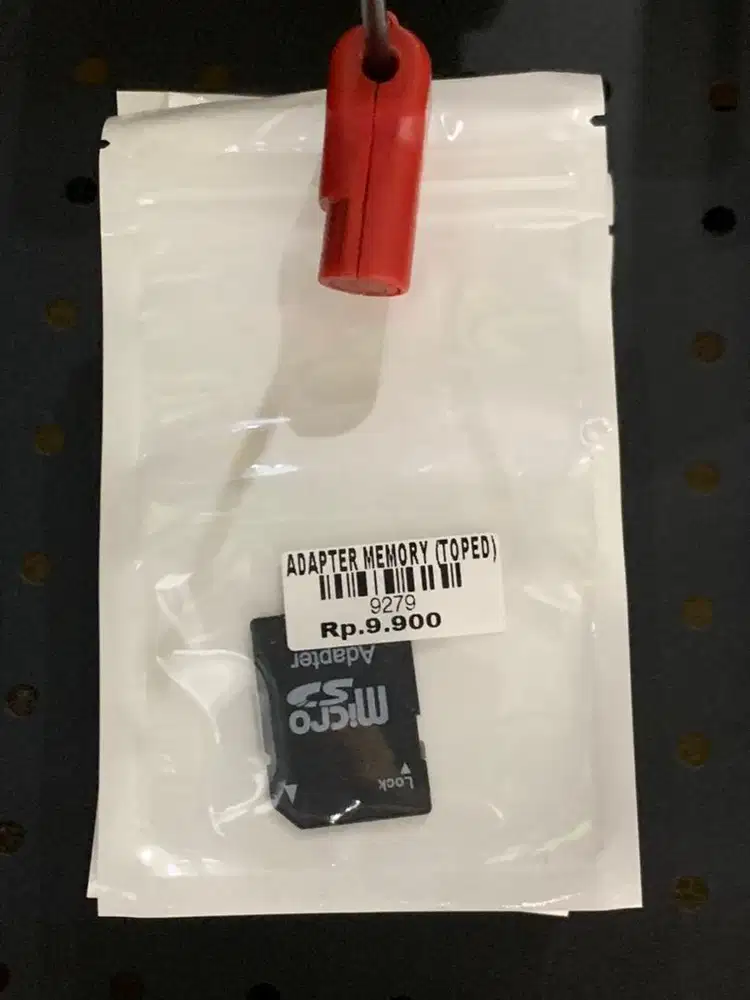 ADAPTER MEMORY (TOPED)
9279
Rp.9.900
Adapter
micro
SD
Lock